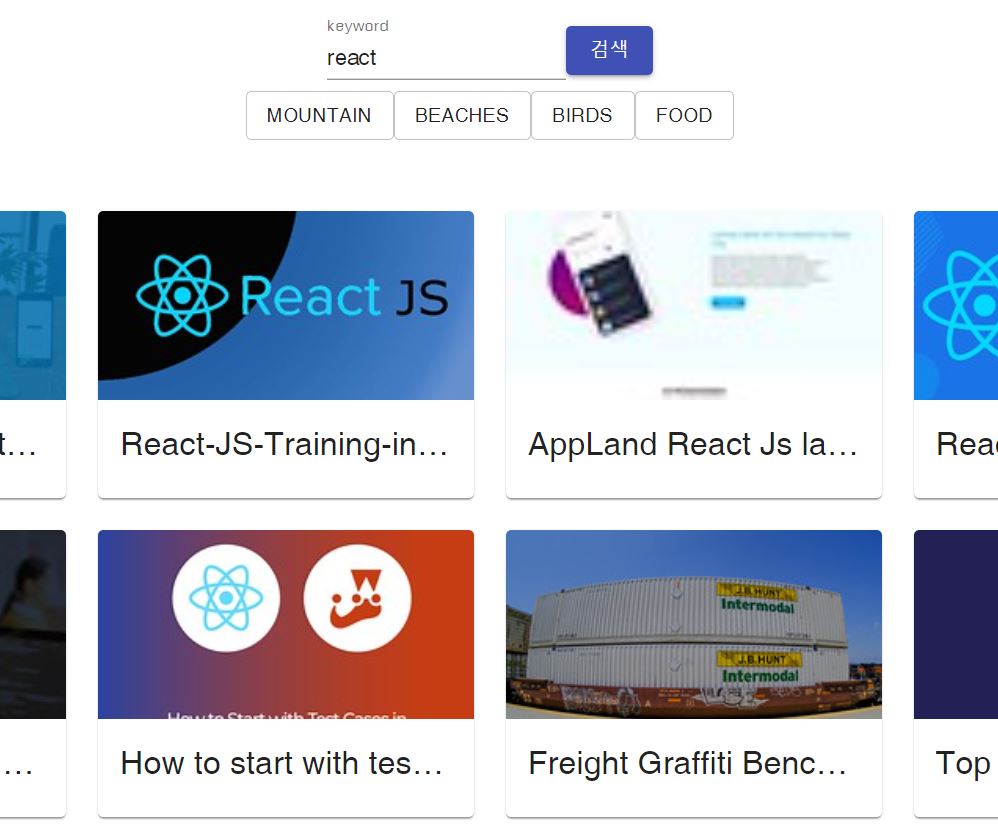 keyword
react
검색
MOUNTAIN
BEACHES
BIRDS
FOOD
React JS
t...
React-JS-Training-in...
AppLand React Js la...
Reac
How to Start with Test Cases in
J.B. HUNT
Intermodal
J.B. HUNT
Intermodal
...
How to start with tes...
Freight Graffiti Benc...
Top